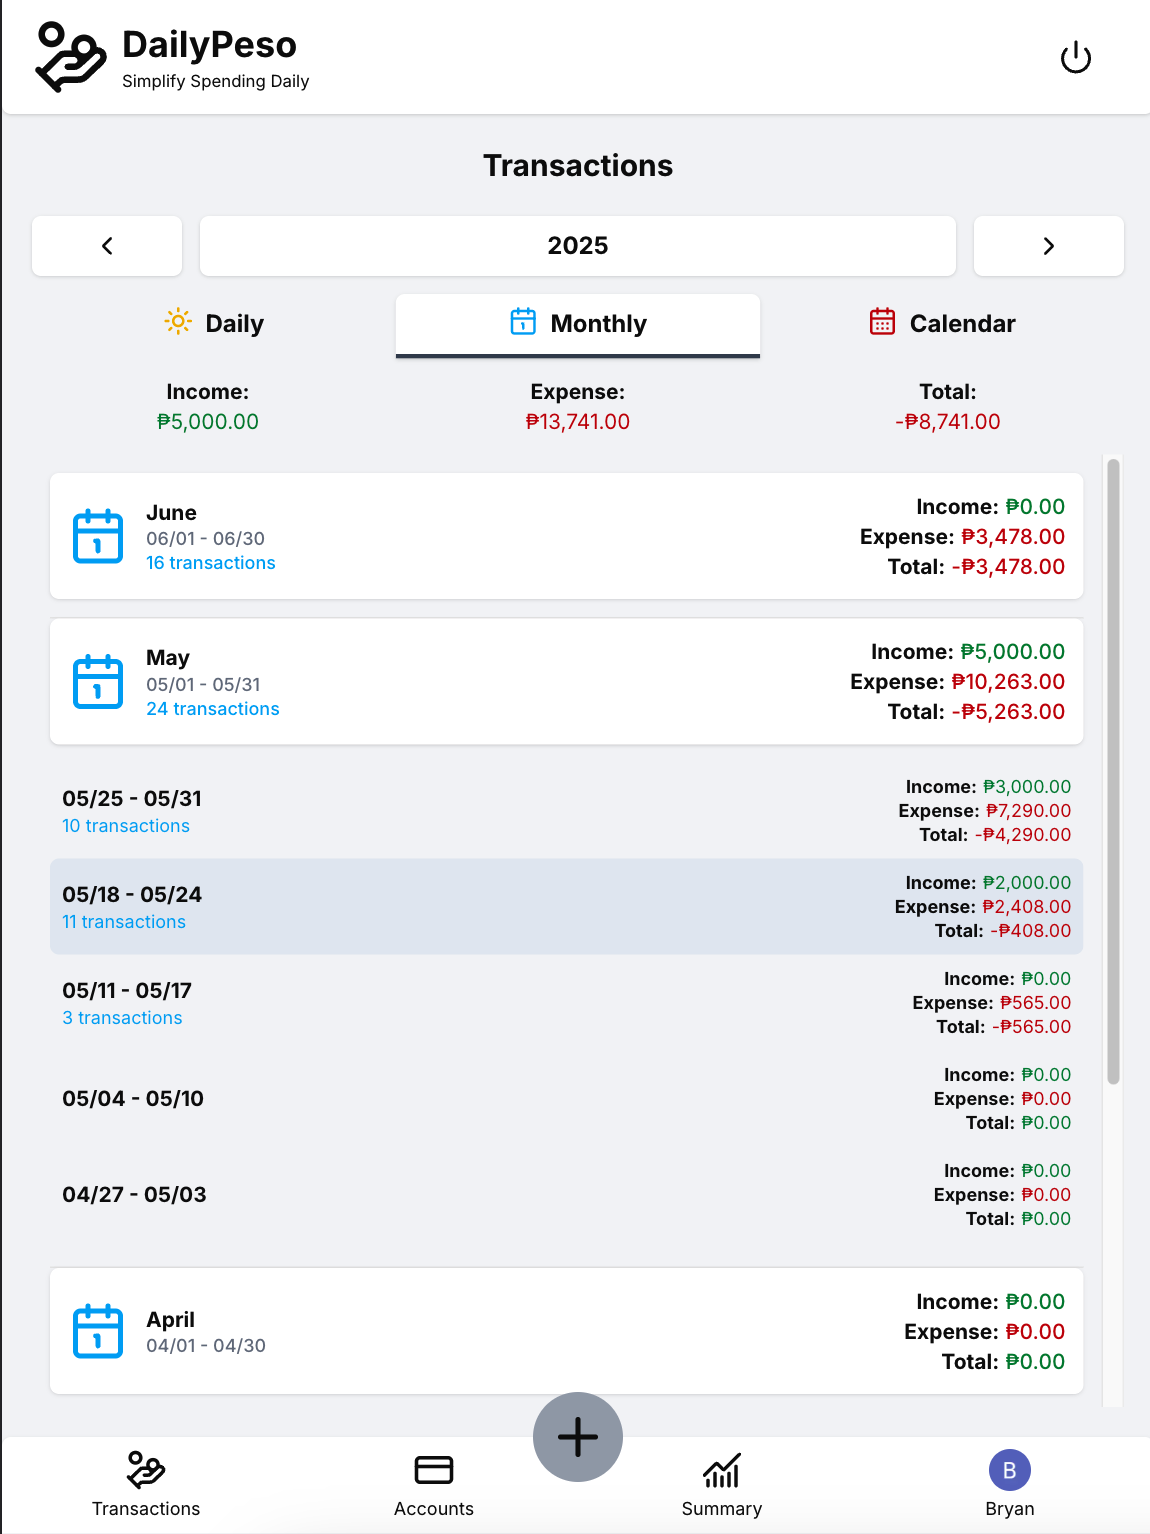 DailyPeso
Simplify Spending Daily
Transactions
2025
Daily
Monthly
Calendar
Income:
₱5,000.00
Expense:
₱13,741.00
Total:
-₱8,741.00
June
06/01 - 06/30
16 transactions
Income: ₱0.00
Expense: ₱3,478.00
Total: -₱3,478.00
May
05/01 - 05/31
24 transactions
Income: ₱5,000.00
Expense: ₱10,263.00
Total: -₱5,263.00
05/25 - 05/31
10 transactions
Income: ₱3,000.00
Expense: ₱7,290.00
Total: -₱4,290.00
05/18 - 05/24
11 transactions
Income: ₱2,000.00
Expense: ₱2,408.00
Total: -₱408.00
05/11 - 05/17
3 transactions
Income: ₱0.00
Expense: ₱565.00
Total: -₱565.00
05/04 - 05/10
Income: ₱0.00
Expense: ₱0.00
Total: ₱0.00
04/27 - 05/03
Income: ₱0.00
Expense: ₱0.00
Total: ₱0.00
April
04/01 - 04/30
Income: ₱0.00
Expense: ₱0.00
Total: ₱0.00
Transactions
Accounts
Summary
B
Bryan